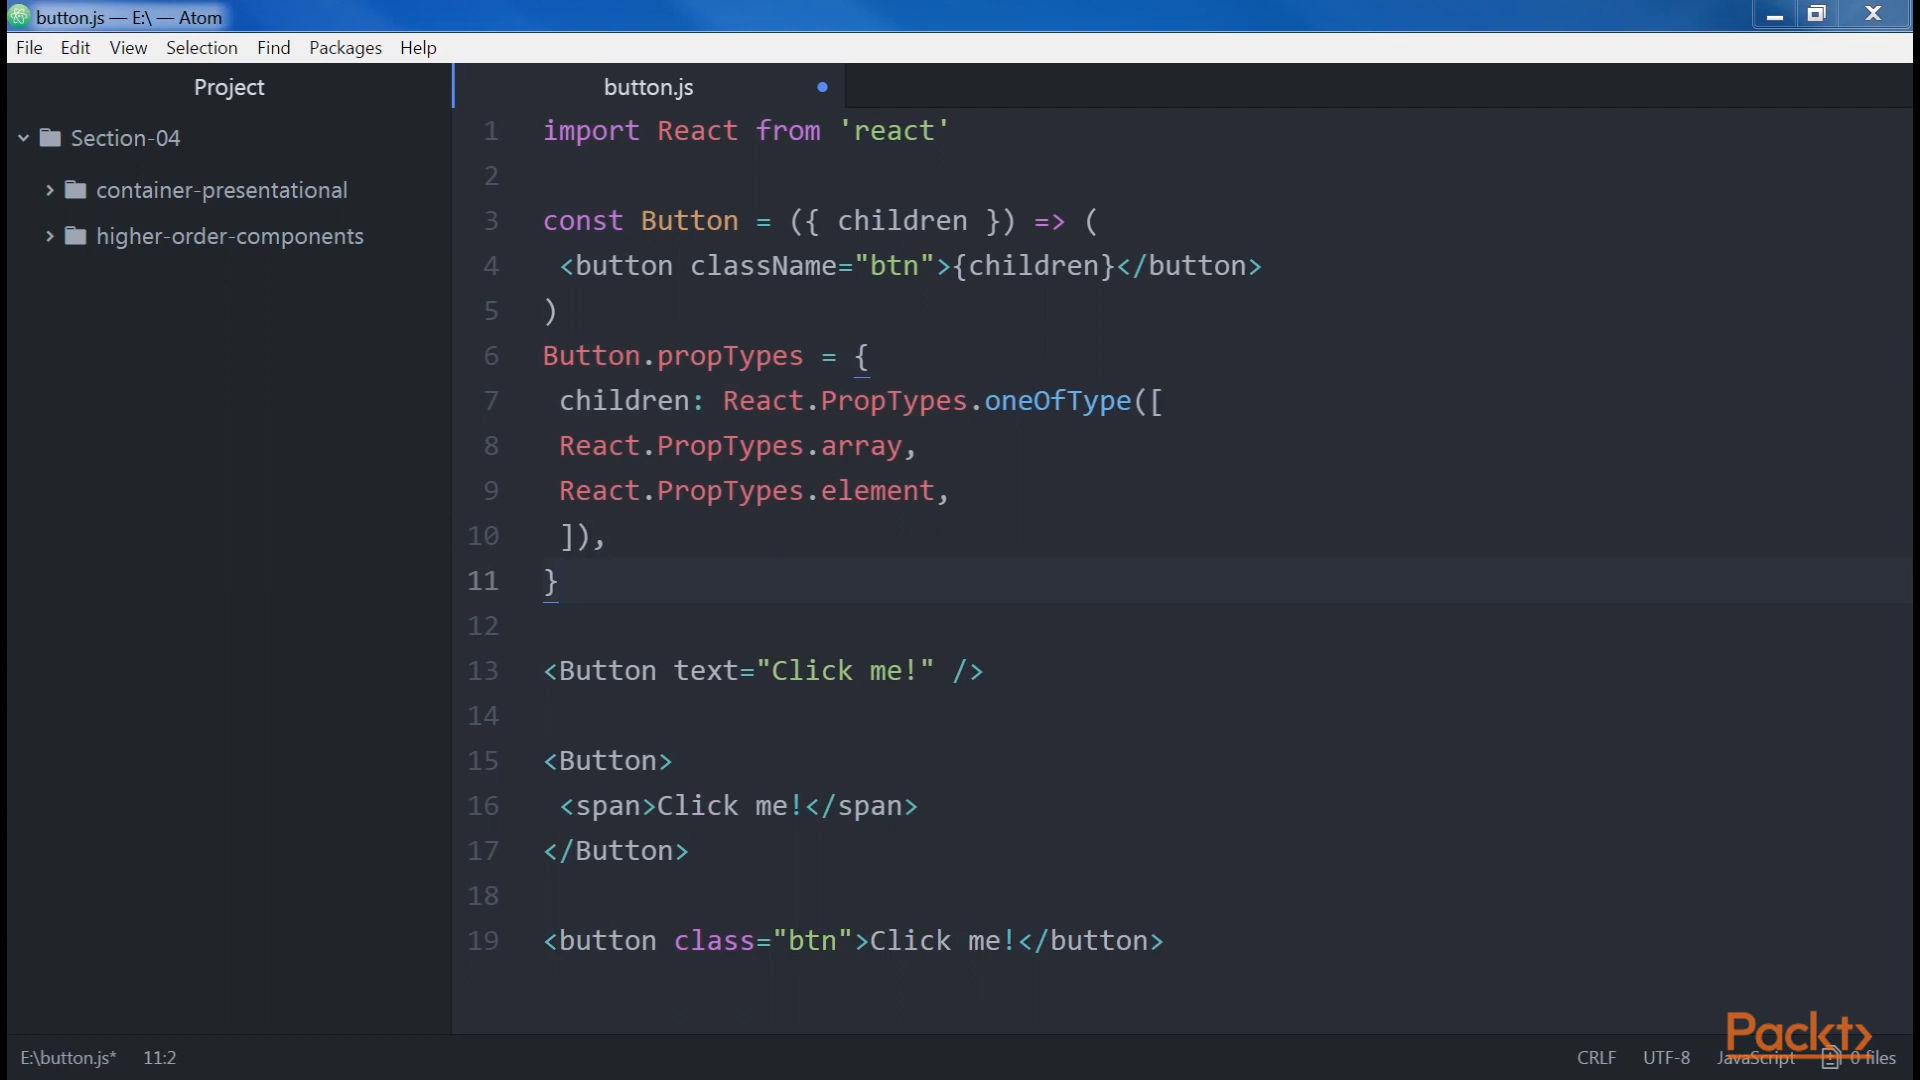 button.js — E:\ — Atom
File Edit View Selection Find Packages Help
Project
Section-04
container-presentational
higher-order-components
button.js
1 import React from 'react'
2
3 const Button = ({ children }) => (
4 <button className="btn">{children}</button>
5 )
6 Button.propTypes = {
7 children: React.PropTypes.oneOfType([
8 React.PropTypes.array,
9 React.PropTypes.element,
10 ]),
11 }
12
13 <Button text="Click me!" />
14
15 <Button>
16 <span>Click me!</span>
17 </Button>
18
19 <button class="btn">Click me!</button>
Packt>
E:\button.js* 11:2 CRLF UTF-8 JavaScript 0 files